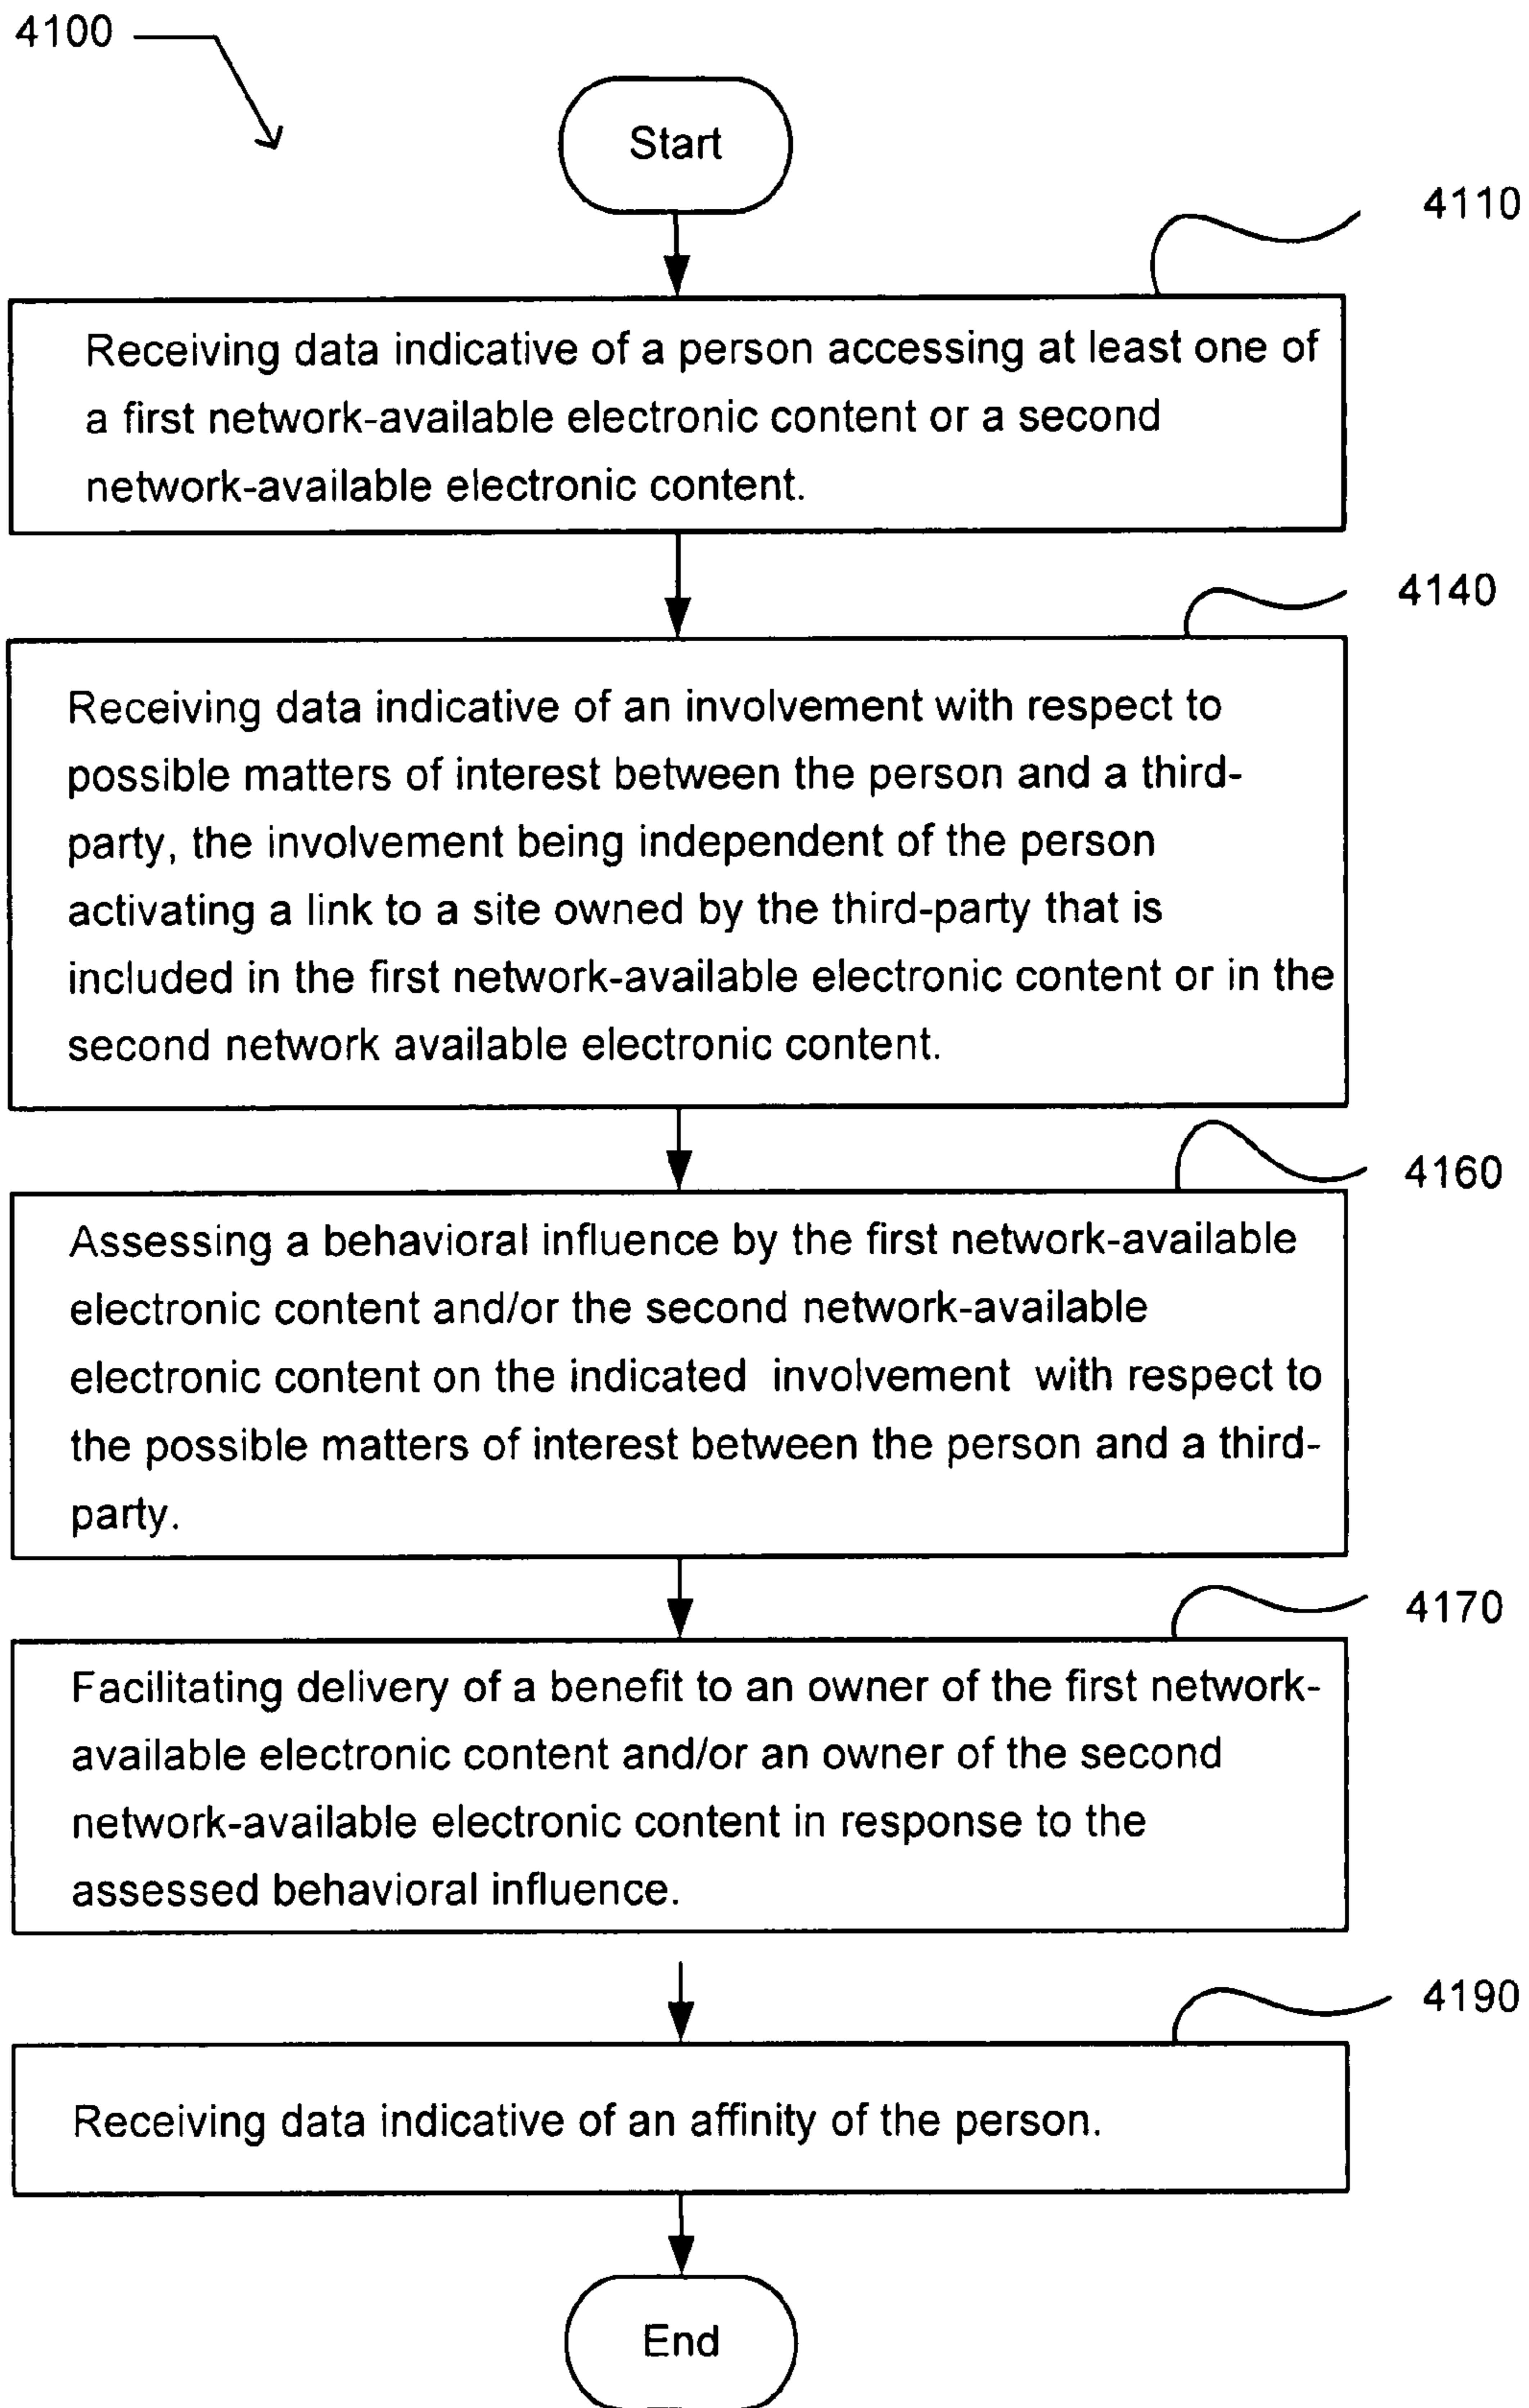 4100
Start
4110
Receiving data indicative of a person accessing at least one of
a first network-available electronic content or a second
network-available electronic content.
4140
Receiving data indicative of an involvement with respect to
possible matters of interest between the person and a third-
party, the involvement being independent of the person
activating a link to a site owned by the third-party that is
included in the first network-available electronic content or in the
second network available electronic content.
4160
Assessing a behavioral influence by the first network-available
electronic content and/or the second network-available
electronic content on the indicated involvement with respect to
the possible matters of interest between the person and a third-
party.
4170
Facilitating delivery of a benefit to an owner of the first network-
available electronic content and/or an owner of the second
network-available electronic content in response to the
assessed behavioral influence.
4190
Receiving data indicative of an affinity of the person.
End